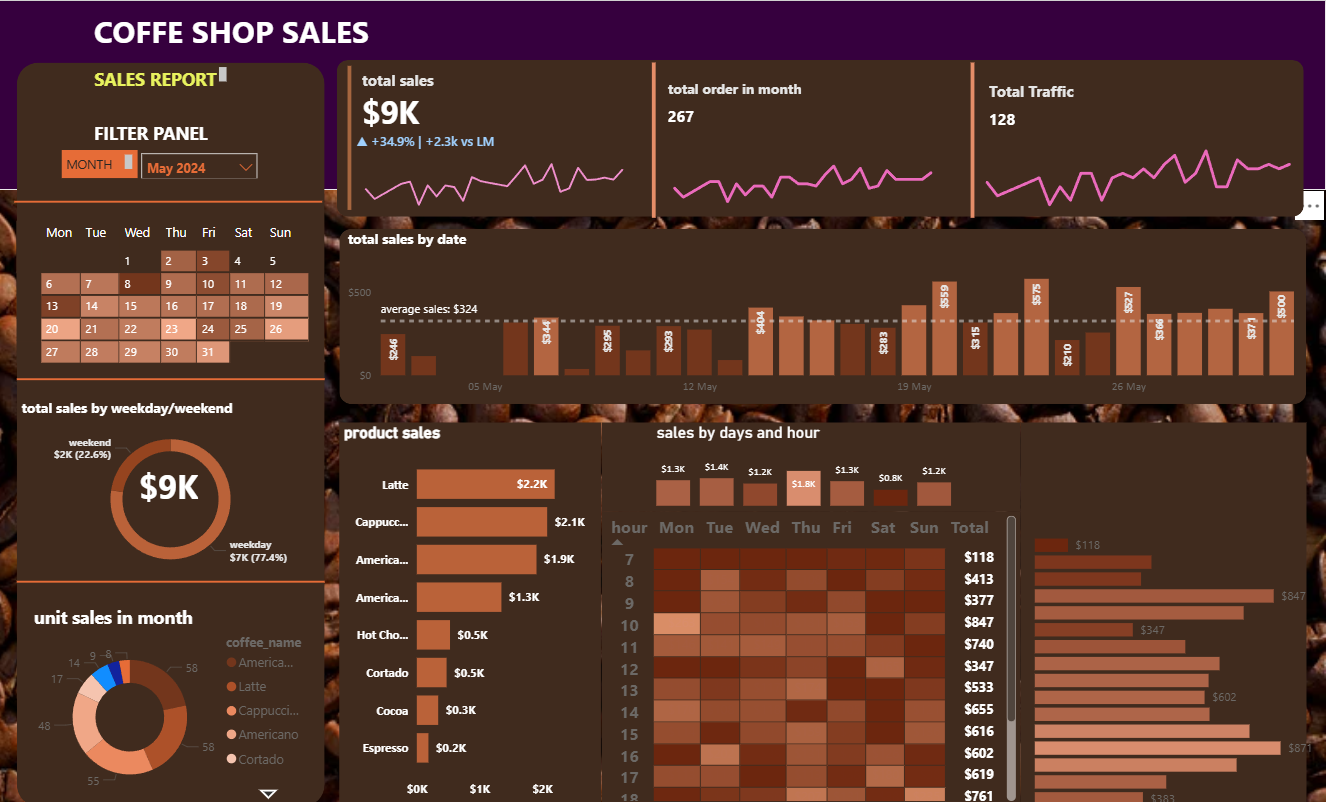 COFFE SHOP SALES
SALES REPORT
FILTER PANEL
MONTH
May 2024
Mon Tue Wed Thu Fri Sat Sun
1 2 3 4 5
6 7 8 9 10 11 12
13 14 15 16 17 18 19
20 21 22 23 24 25 26
27 28 29 30 31
total sales by weekday/weekend
weekend
$2K (22.6%)
$9K
weekday
$7K (77.4%)
unit sales in month
58
58
55
48
17
14
9
8
coffee_name
America...
Latte
Cappucci...
Americano
Cortado
total sales
$9K
+34.9% | +2.3k vs LM
total order in month
267
Total Traffic
128
total sales by date
$500
$0
average sales: $324
$246 $344 $295 $293 $404 $283 $559 $315 $575 $210 $527 $366 $371 $500
05 May 12 May 19 May 26 May
product sales
Latte $2.2K
Cappucc... $2.1K
America... $1.9K
America... $1.3K
Hot Cho... $0.5K
Cortado $0.5K
Cocoa $0.3K
Espresso $0.2K
$0K $1K $2K
sales by days and hour
$1.3K $1.4K $1.2K $1.8K $1.3K $0.8K $1.2K
hour Mon Tue Wed Thu Fri Sat Sun Total
7 $118
8 $413
9 $377
10 $847
11 $740
12 $347
13 $533
14 $655
15 $616
16 $602
17 $619
18 $761
$118
$847
$347
$602
$871
$383